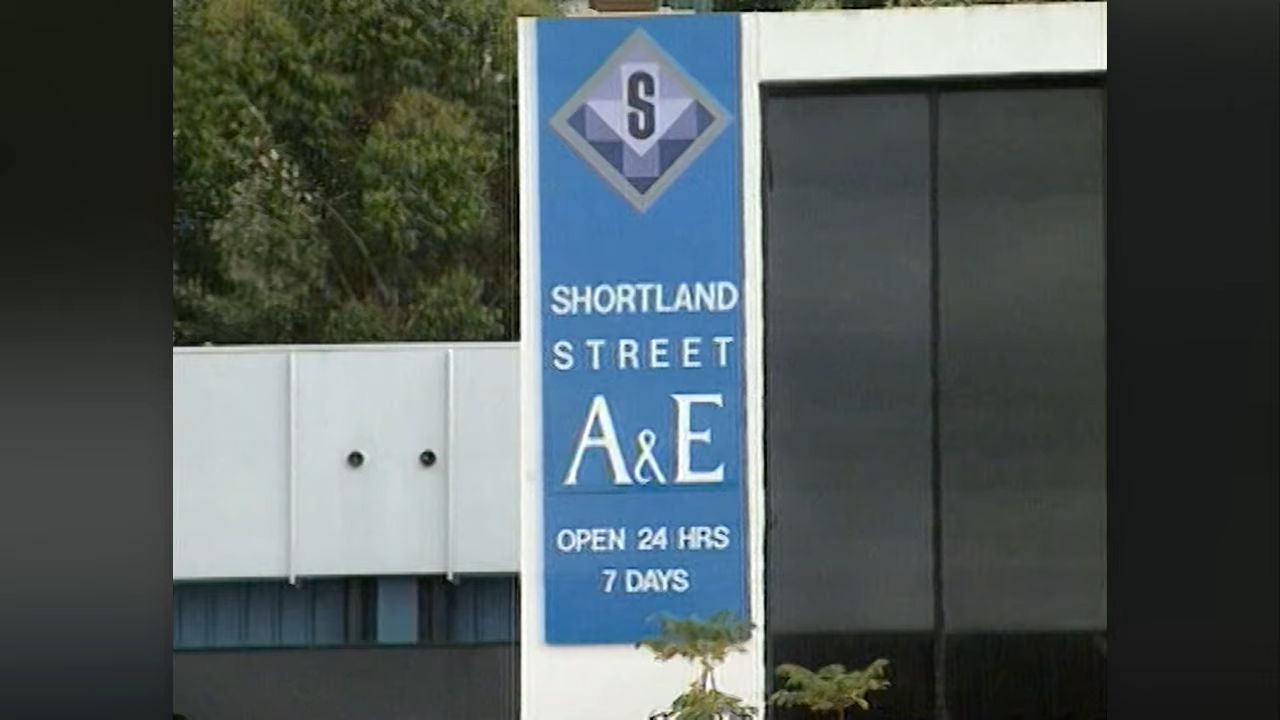 S
SHORTLAND
STREET
A&E
OPEN 24 HRS
7 DAYS